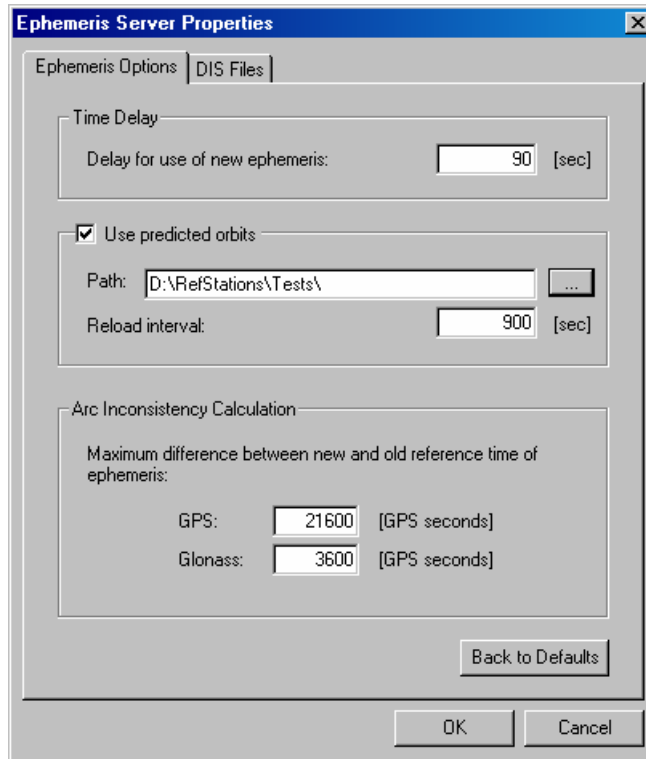 Ephemeris Server Properties
Ephemeris Options
DIS Files
Time Delay
Delay for use of new ephemeris: 90 [sec]
Use predicted orbits
Path: D:\RefStations\Tests\ ...
Reload interval: 900 [sec]
Arc Inconsistency Calculation
Maximum difference between new and old reference time of
ephemeris:
GPS: 21600 [GPS seconds]
Glonass: 3600 [GPS seconds]
Back to Defaults
OK Cancel